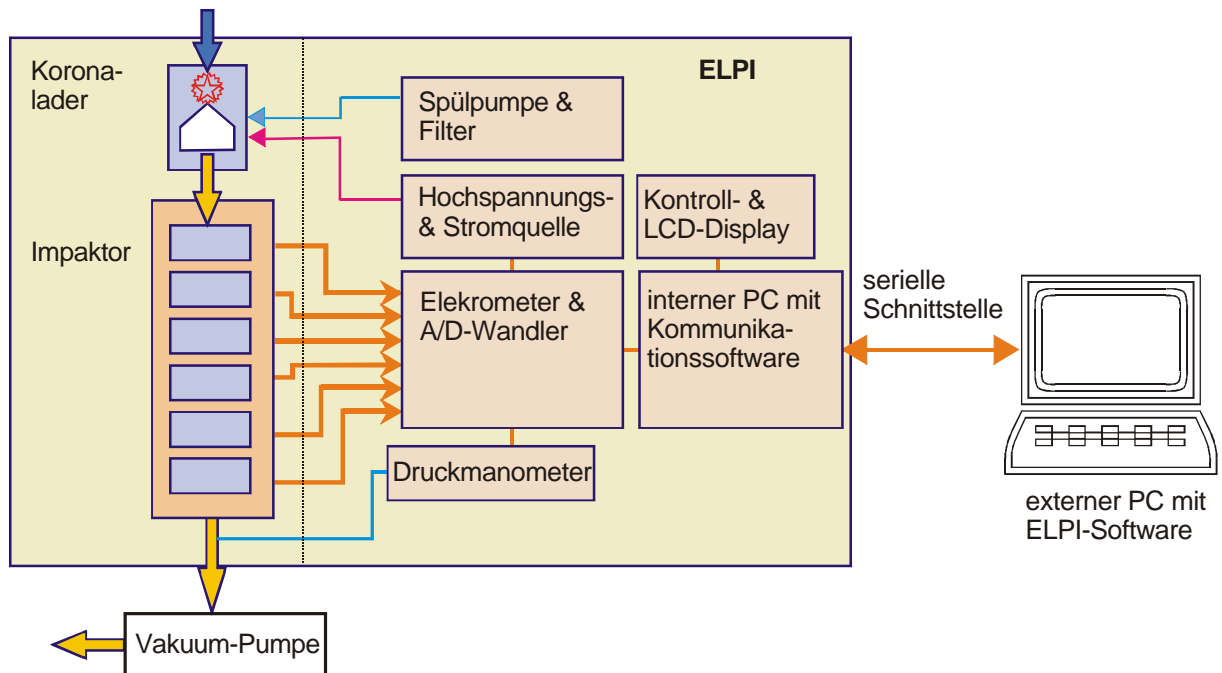 Korona-
lader
ELPI
Spülpumpe &
Filter
Hochspannungs-
& Stromquelle
Kontroll- &
LCD-Display
Impaktor
Elekrometer &
A/D-Wandler
interner PC mit
Kommunika-
tionssoftware
serielle
Schnittstelle
Druckmanometer
externer PC mit
ELPI-Software
Vakuum-Pumpe